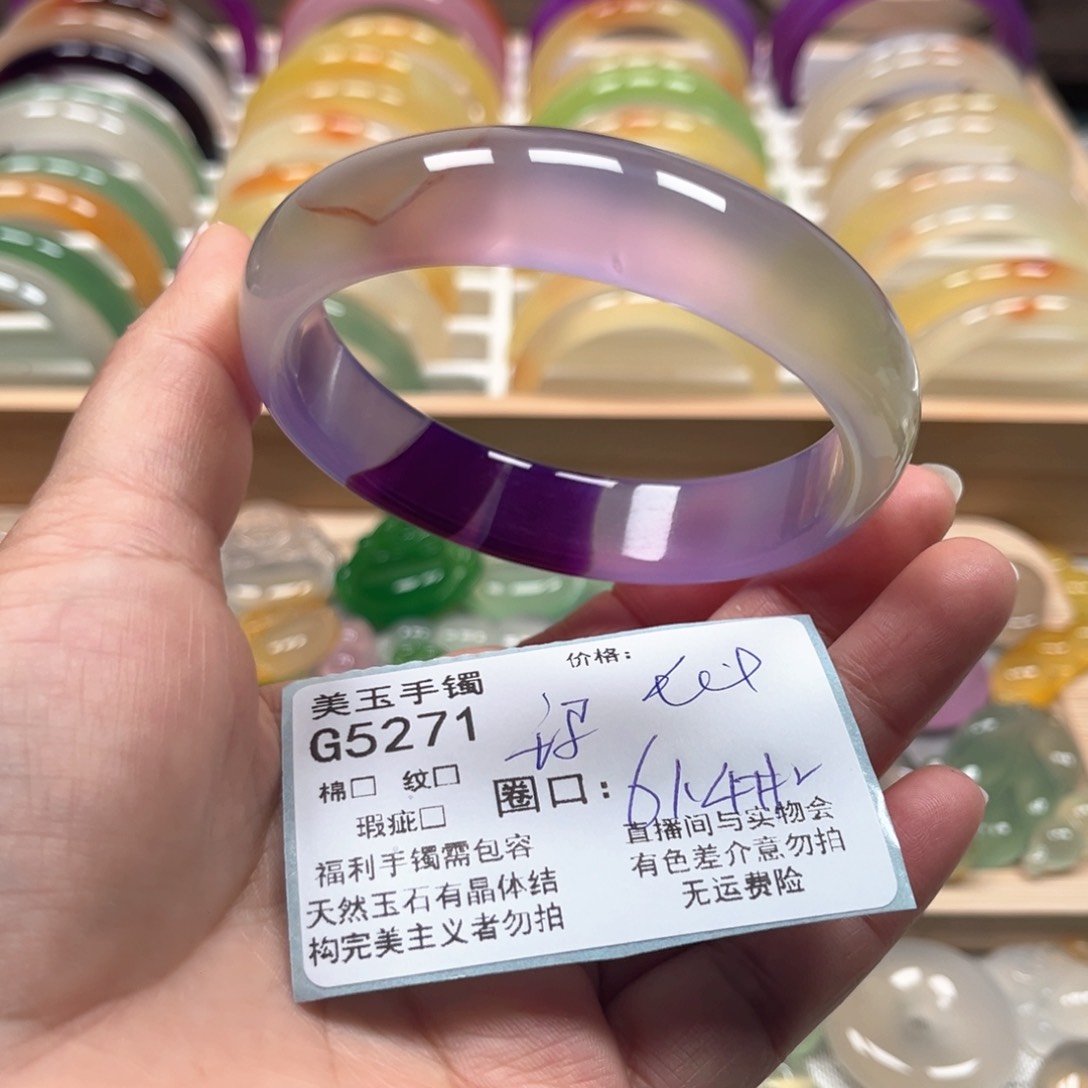 美玉手镯
价格:
G5271
棉□ 纹□
圈口:
瑕疵□
福利手镯需包容
天然玉石有晶体结
构完美主义者勿拍
直播间与实物会
有色差介意勿拍
无运费险